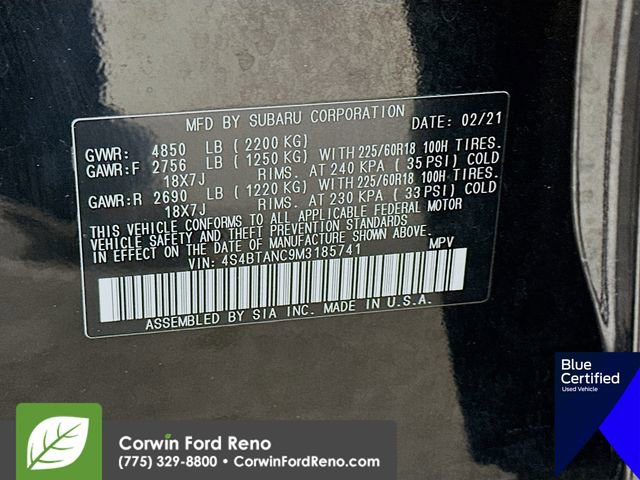 MFD BY SUBARU CORPORATION DATE: 02/21
GVWR: 4850 LB (2200 KG)
GAWR:F 2756 LB (1250 KG) WITH 225/60R18 100H TIRES.
18X7J RIMS. AT 240 KPA (35 PSI) COLD
GAWR:R 2690 LB (1220 KG) WITH 225/60R18 100H TIRES.
18X7J RIMS. AT 230 KPA (33 PSI) COLD
THIS VEHICLE CONFORMS TO ALL APPLICABLE FEDERAL MOTOR
VEHICLE SAFETY AND THEFT PREVENTION STANDARDS
IN EFFECT ON THE DATE OF MANUFACTURE SHOWN ABOVE.
VIN: 4S4BTANC9M3185741 MPV
ASSEMBLED BY SIA INC. MADE IN U.S.A.
Blue
Certified
Used Vehicle
Corwin Ford Reno
(775) 329-8800 • CorwinFordReno.com